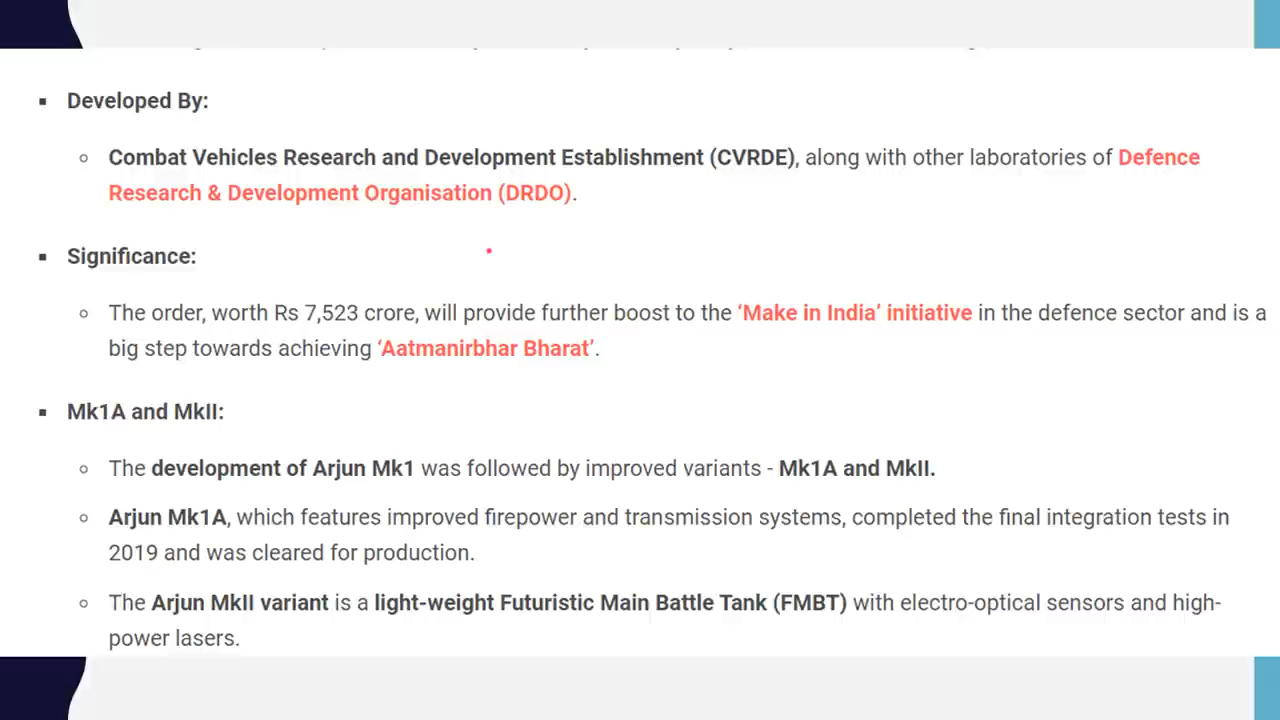 Developed By:
Combat Vehicles Research and Development Establishment (CVRDE), along with other laboratories of Defence
Research & Development Organisation (DRDO).
Significance:
The order, worth Rs 7,523 crore, will provide further boost to the ‘Make in India’ initiative in the defence sector and is a
big step towards achieving ‘Aatmanirbhar Bharat’.
Mk1A and MkII:
The development of Arjun Mk1 was followed by improved variants - Mk1A and MkII.
Arjun Mk1A, which features improved firepower and transmission systems, completed the final integration tests in
2019 and was cleared for production.
The Arjun MkII variant is a light-weight Futuristic Main Battle Tank (FMBT) with electro-optical sensors and high-
power lasers.